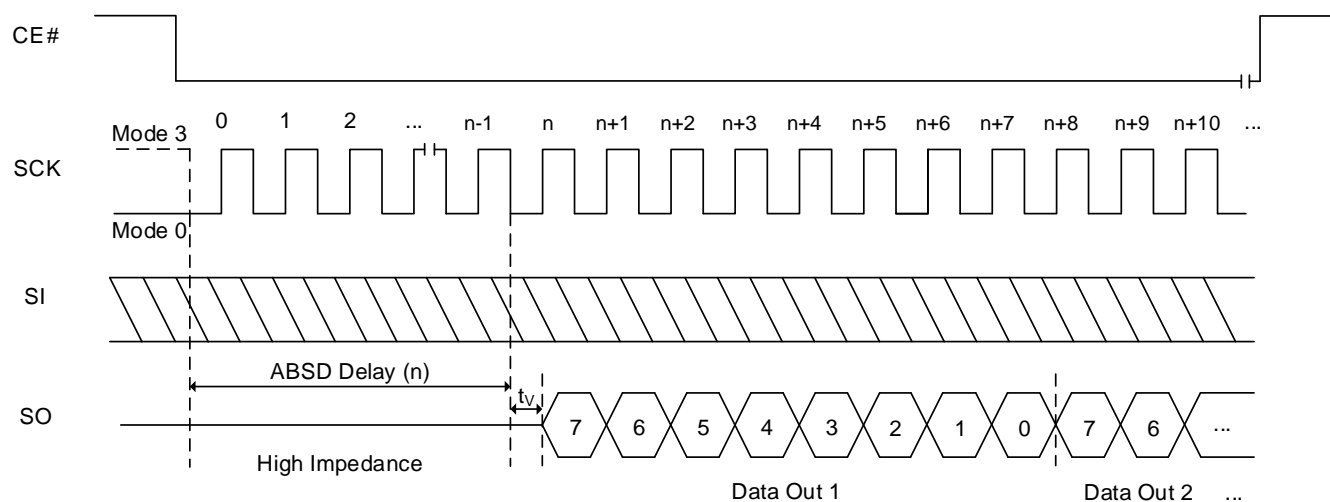 CE#
0 1 2 ... n-1 n n+1 n+2 n+3 n+4 n+5 n+6 n+7 n+8 n+9 n+10 ...
Mode 3
SCK
Mode 0
SI
ABSD Delay (n)
tV
SO
7 6 5 4 3 2 1 0 7 6 ...
High Impedance
Data Out 1 Data Out 2 ...